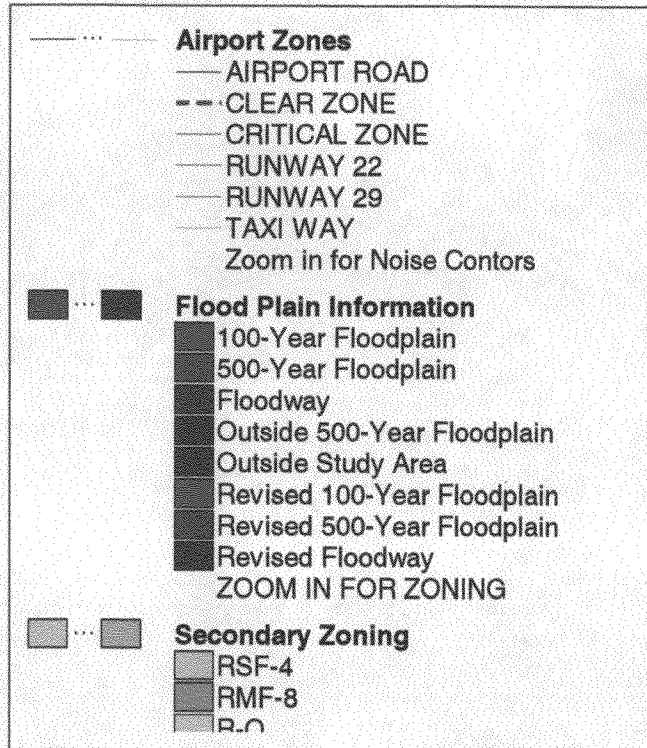 Airport Zones
AIRPORT ROAD
CLEAR ZONE
CRITICAL ZONE
RUNWAY 22
RUNWAY 29
TAXI WAY
Zoom in for Noise Contors
Flood Plain Information
100-Year Floodplain
500-Year Floodplain
Floodway
Outside 500-Year Floodplain
Outside Study Area
Revised 100-Year Floodplain
Revised 500-Year Floodplain
Revised Floodway
ZOOM IN FOR ZONING
Secondary Zoning
RSF-4
RMF-8
R-O